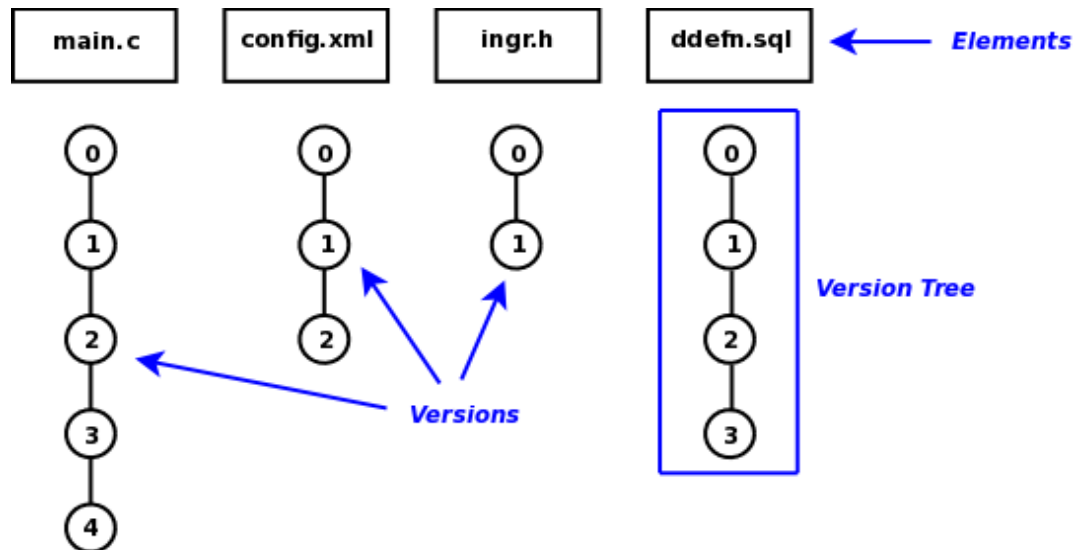 main.c
config.xml
ingr.h
ddefn.sql
Elements
0
0
0
0
1
1
1
1
Version Tree
2
2
2
Versions
3
3
4